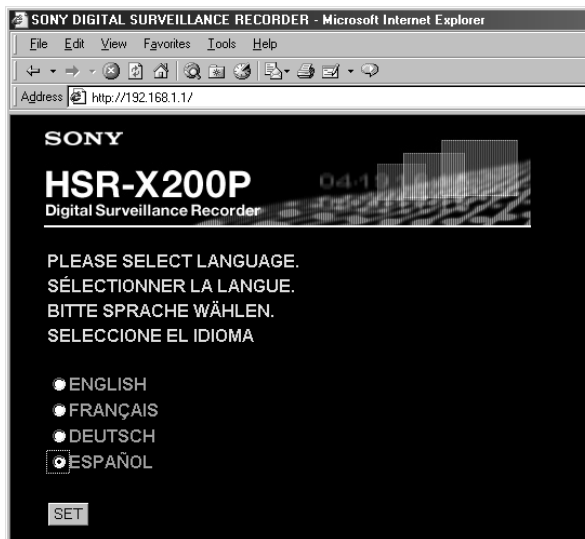 SONY DIGITAL SURVEILLANCE RECORDER - Microsoft Internet Explorer
File Edit View Favorites Tools Help
Address http://192.168.1.1/
SONY
HSR-X200P
Digital Surveillance Recorder
PLEASE SELECT LANGUAGE.
SÉLECTIONNER LA LANGUE.
BITTE SPRACHE WÄHLEN.
SELECCIONE EL IDIOMA
ENGLISH
FRANÇAIS
DEUTSCH
ESPAÑOL
SET